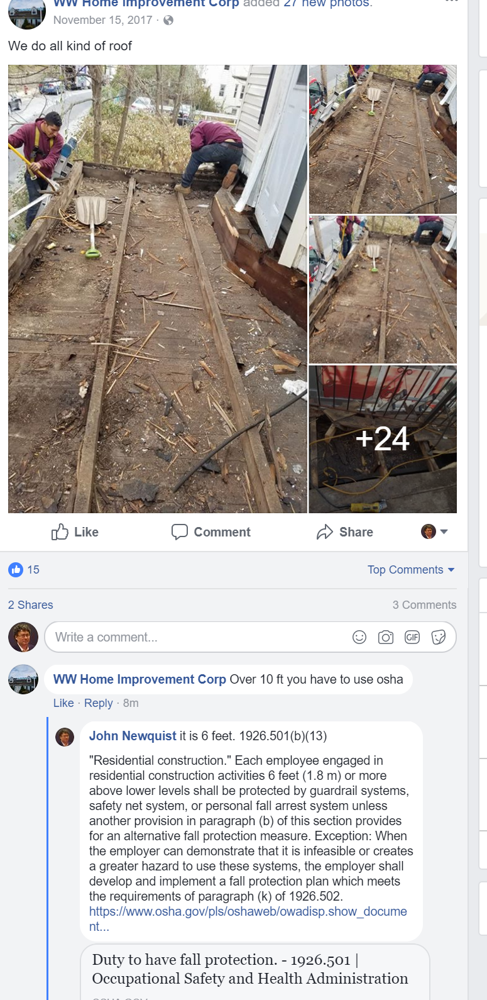 WW Home Improvement Corp added 27 new photos.
November 15, 2017 ·
We do all kind of roof
+24
Like Comment Share
15 Top Comments
2 Shares 3 Comments
Write a comment... GIF
WW Home Improvement Corp Over 10 ft you have to use osha
Like · Reply · 8m
John Newquist it is 6 feet. 1926.501(b)(13)
"Residential construction." Each employee engaged in
residential construction activities 6 feet (1.8 m) or more
above lower levels shall be protected by guardrail systems,
safety net system, or personal fall arrest system unless
another provision in paragraph (b) of this section provides
for an alternative fall protection measure. Exception: When
the employer can demonstrate that it is infeasible or creates
a greater hazard to use these systems, the employer shall
develop and implement a fall protection plan which meets
the requirements of paragraph (k) of 1926.502.
https://www.osha.gov/pls/oshaweb/owadisp.show_docume
nt...
Duty to have fall protection. - 1926.501 |
Occupational Safety and Health Administration
OSHA.GOV